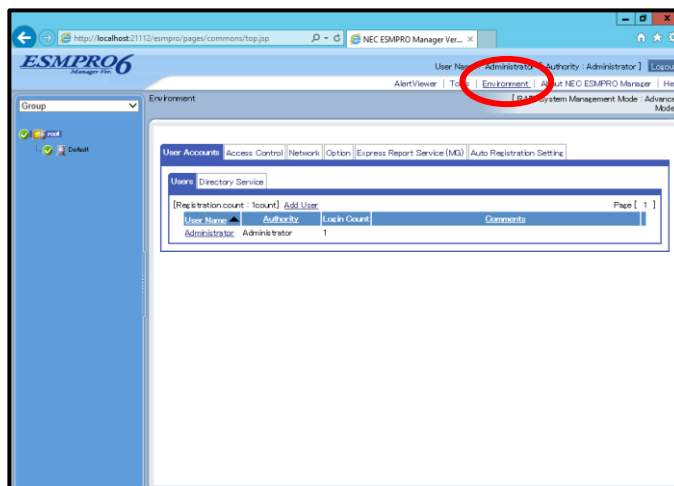 http://localhost:21112/esmpro/pages/commons/top.jsp
NEC ESMPRO Manager Ver...
ESMPRO6
Manager Ver.
User Name : Administrator [ Authority : Administrator ] Logout
AlertViewer | Tools | Environment | About NEC ESMPRO Manager | He
Group
Environment
[ RAID System Management Mode : Advance
Mode
root
Default
User Accounts Access Control Network Option Express Report Service (MG) Auto Registration Setting
Users Directory Service
[Registration count : 1count] Add User Page [ 1 ]
User Name Authority Login Count Comments
Administrator Administrator 1